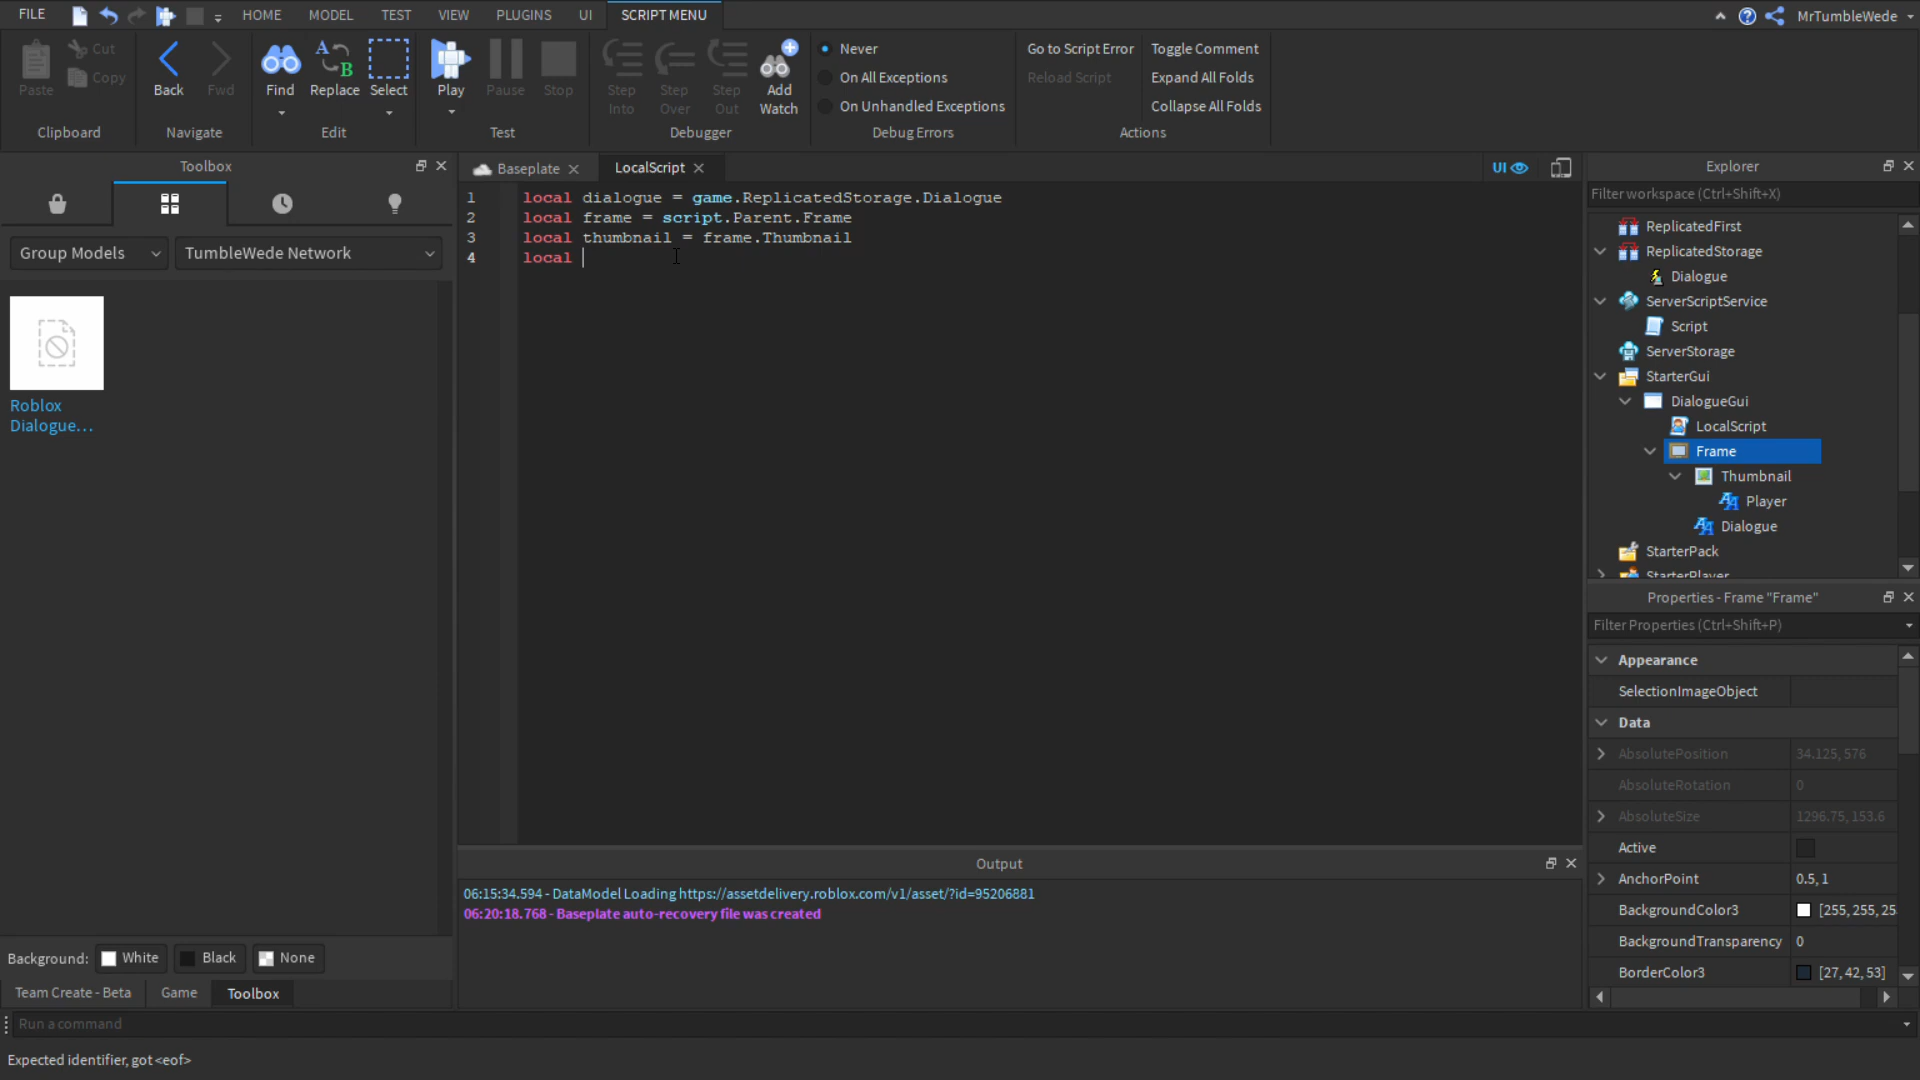 FILE HOME MODEL TEST VIEW PLUGINS UI SCRIPT MENU MrTumbleWede
Paste Cut Copy
Clipboard
Back Fwd
Navigate
Find Replace Select
Edit
Play Pause Stop
Test
Step Into Step Over Step Out Add Watch
Debugger
Never
On All Exceptions
On Unhandled Exceptions
Debug Errors
Go to Script Error Toggle Comment
Reload Script Expand All Folds
Collapse All Folds
Actions
Toolbox
Group Models TumbleWede Network
Roblox
Dialogue...
Background: White Black None
Team Create - Beta Game Toolbox
Baseplate LocalScript UI
1 local dialogue = game.ReplicatedStorage.Dialogue
2 local frame = script.Parent.Frame
3 local thumbnail = frame.Thumbnail
4 local
Output
06:15:34.594 - DataModel Loading https://assetdelivery.roblox.com/v1/asset/?id=95206881
06:20:18.768 - Baseplate auto-recovery file was created
Explorer
Filter workspace (Ctrl+Shift+X)
ReplicatedFirst
ReplicatedStorage
Dialogue
ServerScriptService
Script
ServerStorage
StarterGui
DialogueGui
LocalScript
Frame
Thumbnail
Player
Dialogue
StarterPack
StarterPlayer
Properties - Frame "Frame"
Filter Properties (Ctrl+Shift+P)
Appearance
SelectionImageObject
Data
AbsolutePosition 34.125, 576
AbsoluteRotation 0
AbsoluteSize 1296.75, 153.6
Active
AnchorPoint 0.5, 1
BackgroundColor3 [255, 255, 25
BackgroundTransparency 0
BorderColor3 [27, 42, 53]
Run a command
Expected identifier, got <eof>